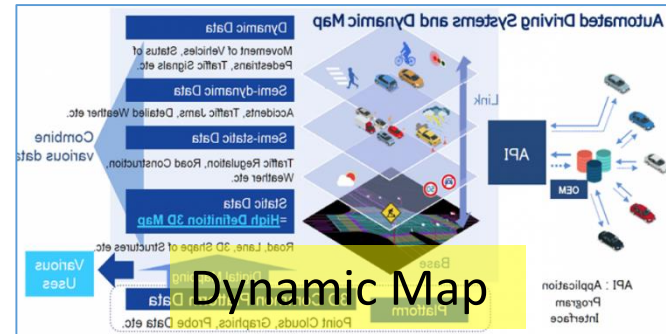 Automated Driving Systems and Dynamic Map
Dynamic Data
Movement of Vehicles, Status of
Pedestrians, Traffic Signals etc.
Semi-dynamic Data
Accidents, Traffic Jams, Detailed Weather etc.
Semi-static Data
Traffic Regulation, Road Construction,
Weather etc.
Static Data
=High Definition 3D Map
Road, Lane, 3D Shape of Structures etc.
Combine
various data
Various
Uses
Link
API
OEM
Base
Digital Mapping
Dynamic Map
Platform
Data
Point Clouds, Graphics, Probe Data etc.
API : Application
Program
Interface